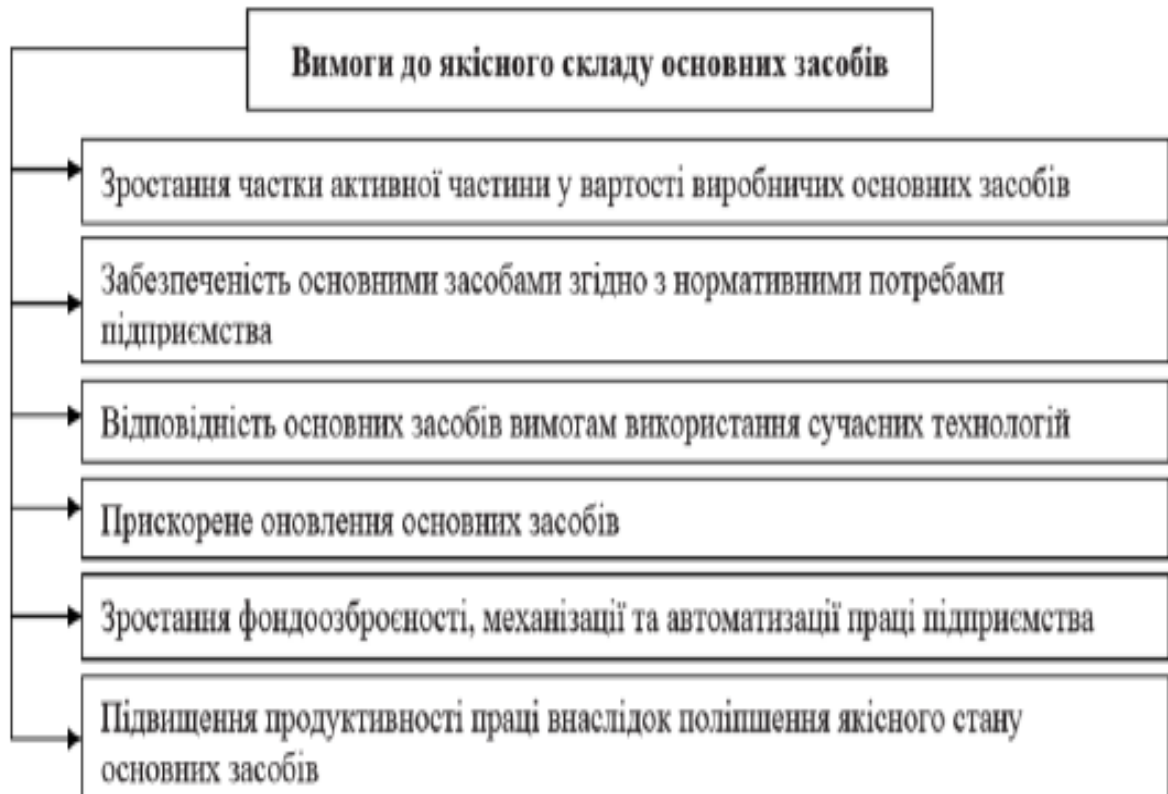 Вимоги до якісного складу основних засобів
Зростання частки активної частини у вартості виробничих основних засобів
Забезпеченість основними засобами згідно з нормативними потребами
підприємства
Відповідність основних засобів вимогам використання сучасних технологій
Прискорене оновлення основних засобів
Зростання фондоозброєності, механізації та автоматизації праці підприємства
Підвищення продуктивності праці внаслідок поліпшення якісного стану
основних засобів